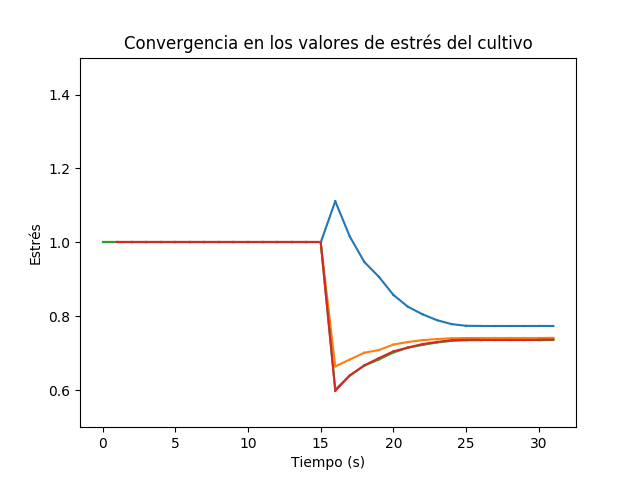 Convergencia en los valores de estrés del cultivo
1.4
1.2
1.0
0.8
0.6
Estrés
0 5 10 15 20 25 30
Tiempo (s)